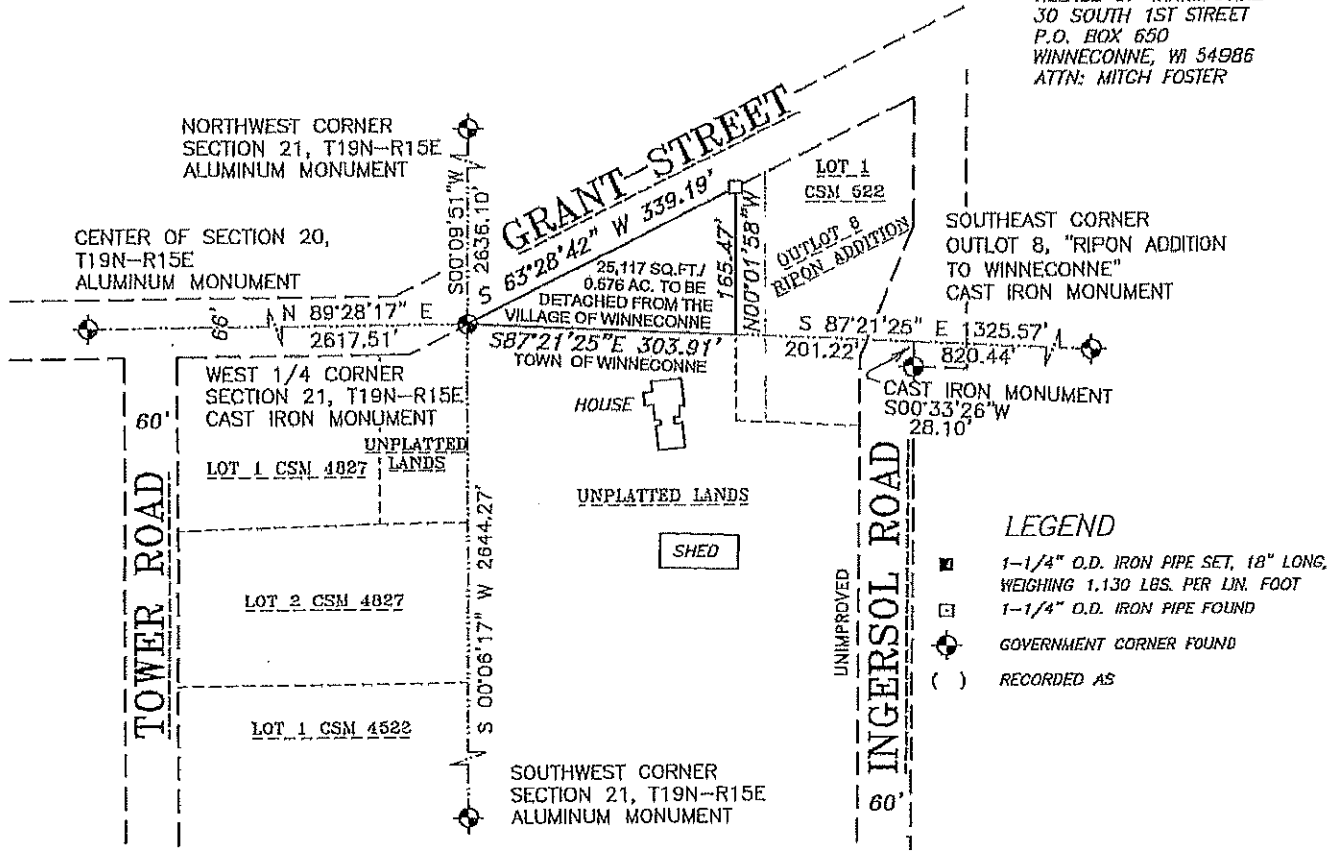 30 SOUTH 1ST STREET
P.O. BOX 650
WINNECONNE, WI 54986
ATTN: MITCH FOSTER
NORTHWEST CORNER
SECTION 21, T19N-R15E
ALUMINUM MONUMENT
S00°09'51"W
2636.10'
GRANT STREET
S 63°28'42" W 339.19'
LOT 1
CSM 522
OUTLOT 8
RIPON ADDITION
165.47'
N00°01'58"W
SOUTHEAST CORNER
OUTLOT 8, "RIPON ADDITION
TO WINNECONNE"
CAST IRON MONUMENT
CENTER OF SECTION 20,
T19N-R15E
ALUMINUM MONUMENT
66'
N 89°28'17" E
2617.51'
25,117 SQ.FT./
0.576 AC. TO BE
DETACHED FROM THE
VILLAGE OF WINNECONNE
S87°21'25"E 303.91'
TOWN OF WINNECONNE
S 87°21'25" E 1325.57'
201.22'
820.44'
CAST IRON MONUMENT
S00°33'26"W
28.10'
WEST 1/4 CORNER
SECTION 21, T19N-R15E
CAST IRON MONUMENT
HOUSE
60'
UNPLATTED
LANDS
LOT 1 CSM 4827
UNPLATTED LANDS
SHED
TOWER ROAD
LOT 2 CSM 4827
S 00°06'17" W 2644.27'
UNIMPROVED
INGERSOL ROAD
60'
LOT 1 CSM 4522
SOUTHWEST CORNER
SECTION 21, T19N-R15E
ALUMINUM MONUMENT
LEGEND
1-1/4" O.D. IRON PIPE SET, 18" LONG,
WEIGHING 1.130 LBS. PER LIN. FOOT
1-1/4" O.D. IRON PIPE FOUND
GOVERNMENT CORNER FOUND
( ) RECORDED AS